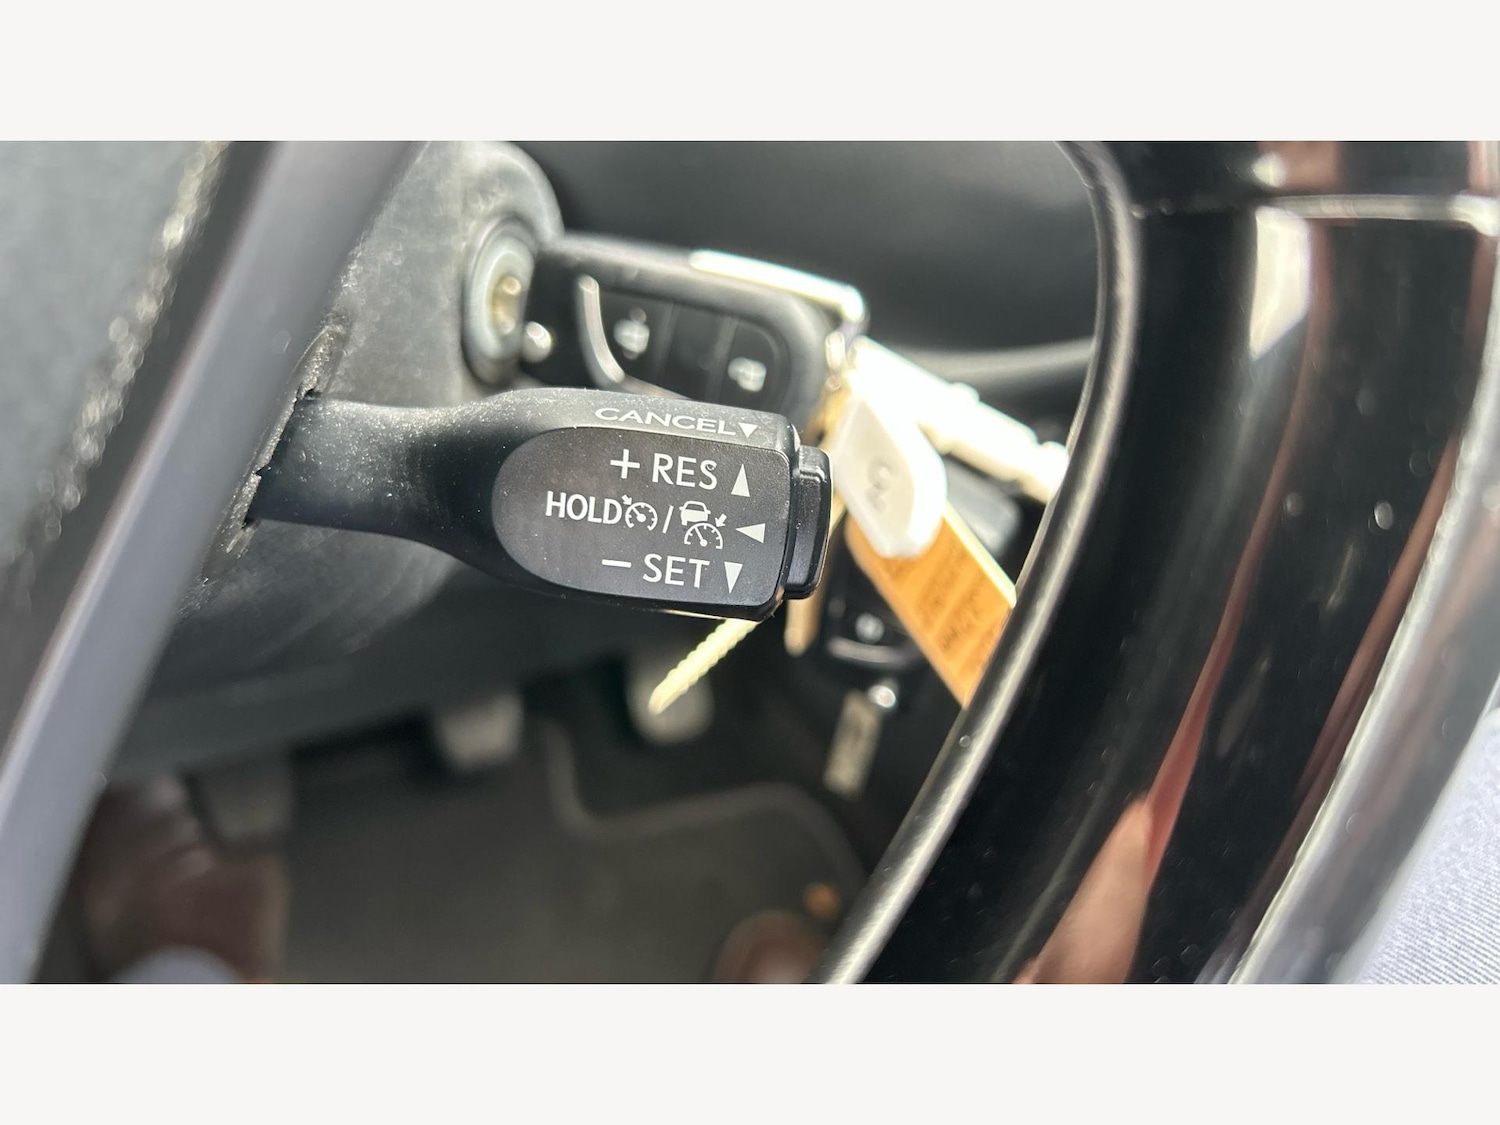 CANCEL
+ RES
HOLD /
− SET